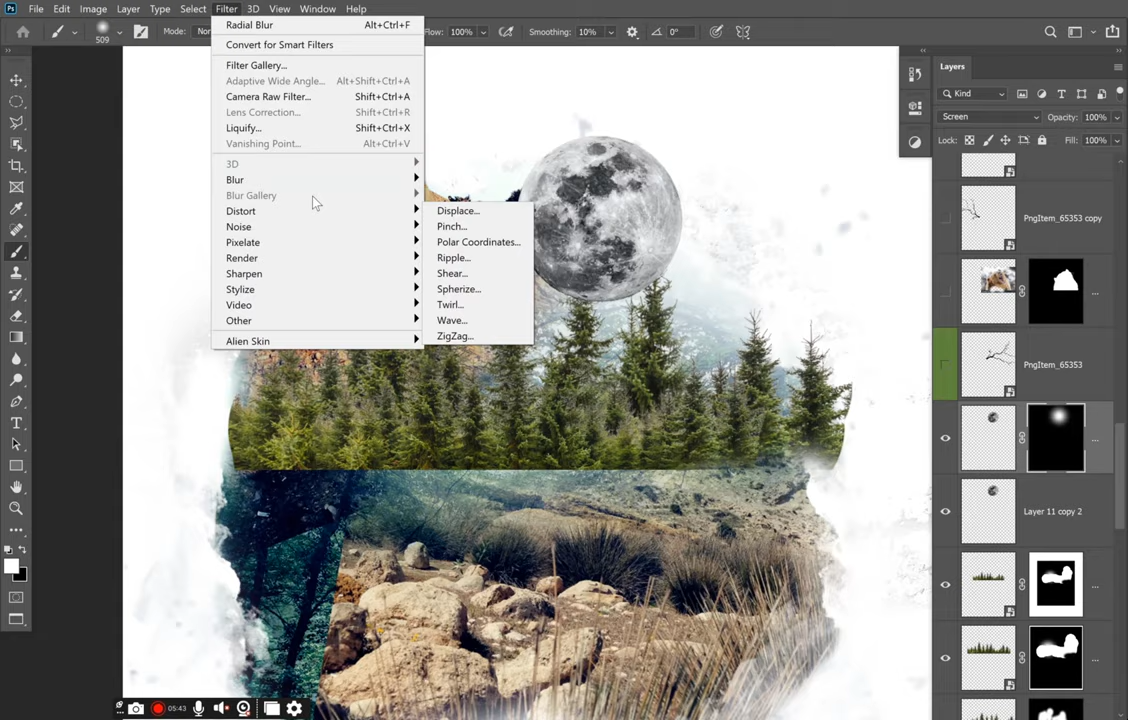 Ps File Edit Image Layer Type Select Filter 3D View Window Help
509 Mode: Nor Flow: 100% Smoothing: 10% 0°
Radial Blur Alt+Ctrl+F
Convert for Smart Filters
Filter Gallery...
Adaptive Wide Angle... Alt+Shift+Ctrl+A
Camera Raw Filter... Shift+Ctrl+A
Lens Correction... Shift+Ctrl+R
Liquify... Shift+Ctrl+X
Vanishing Point... Alt+Ctrl+V
3D
Blur
Blur Gallery
Distort
Noise
Pixelate
Render
Sharpen
Stylize
Video
Other
Alien Skin
Displace...
Pinch...
Polar Coordinates...
Ripple...
Shear...
Spherize...
Twirl...
Wave...
ZigZag...
Layers
Kind
Screen Opacity: 100%
Lock: Fill: 100%
PngItem_65353 copy
...
PngItem_65353
...
Layer 11 copy 2
...
...
05:43